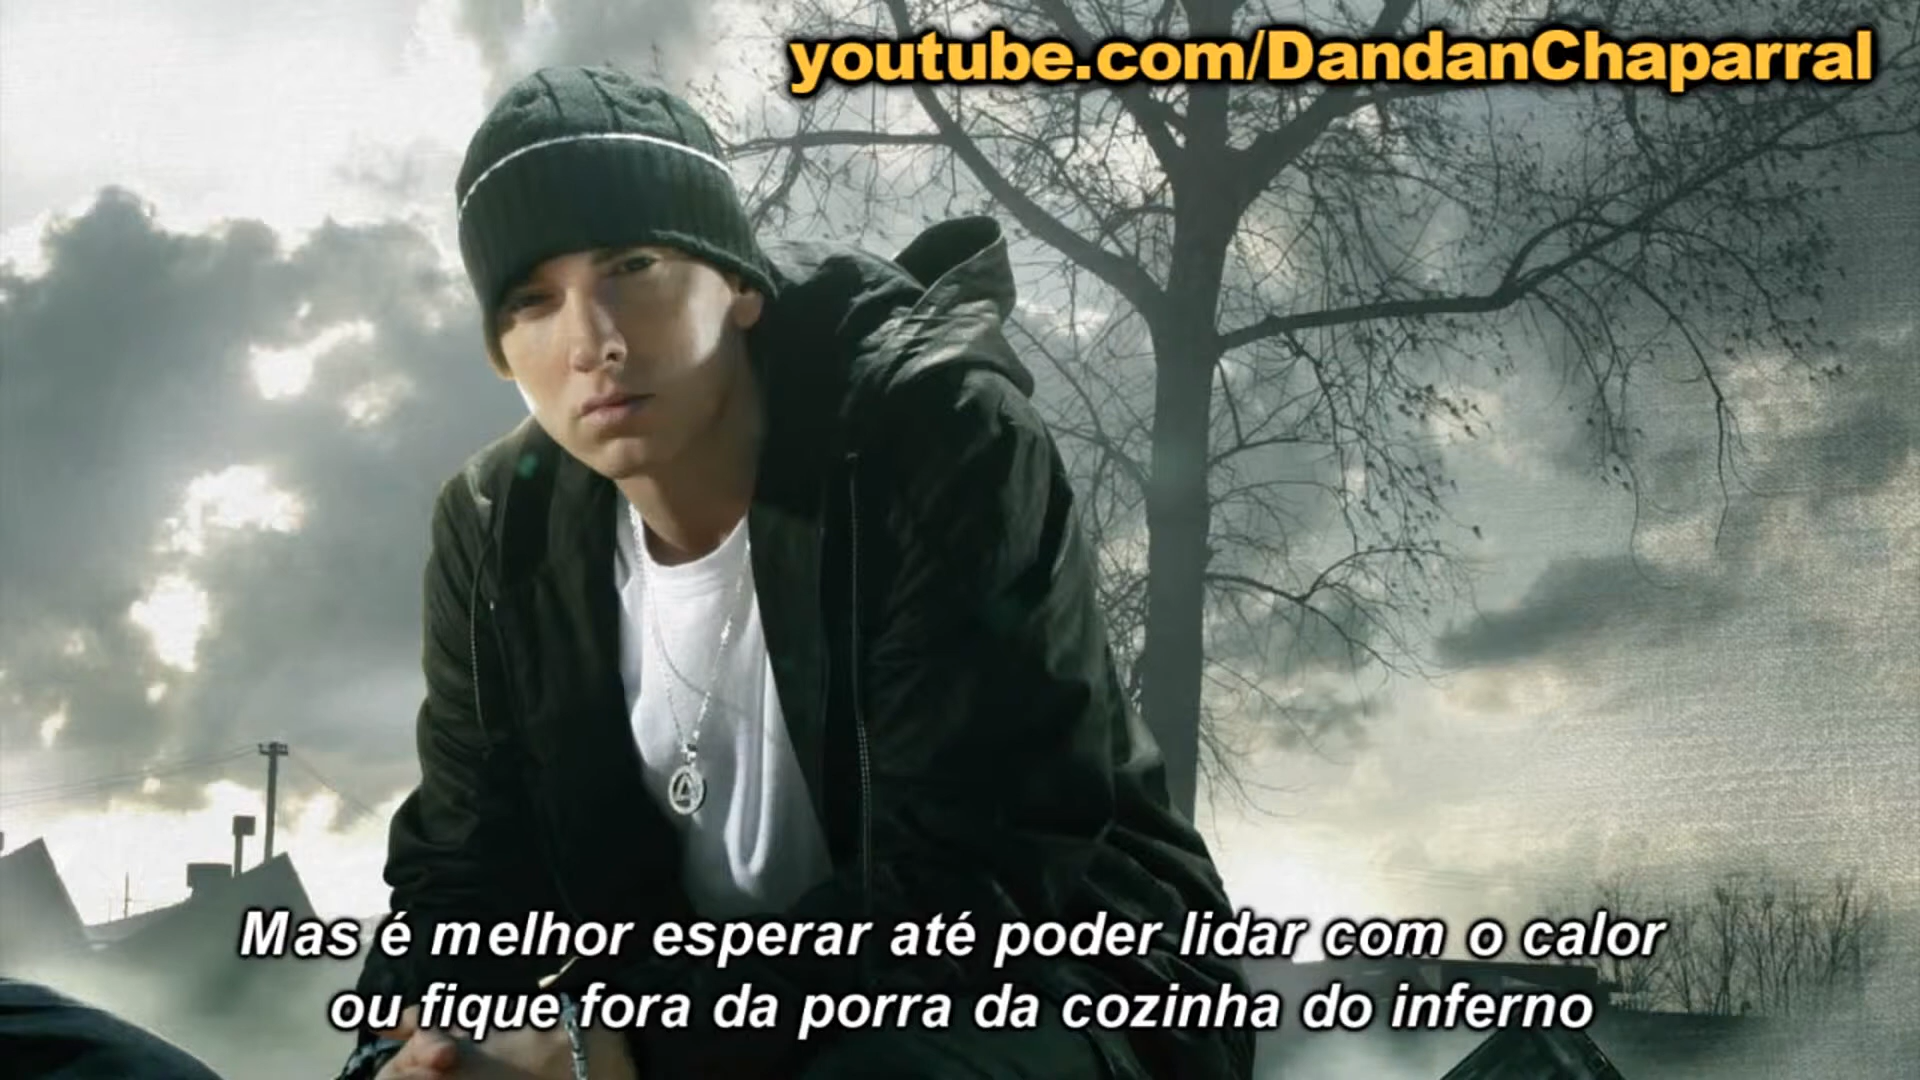 youtube.com/DandanChaparral
Mas é melhor esperar até poder lidar com o calor
ou fique fora da porra da cozinha do inferno